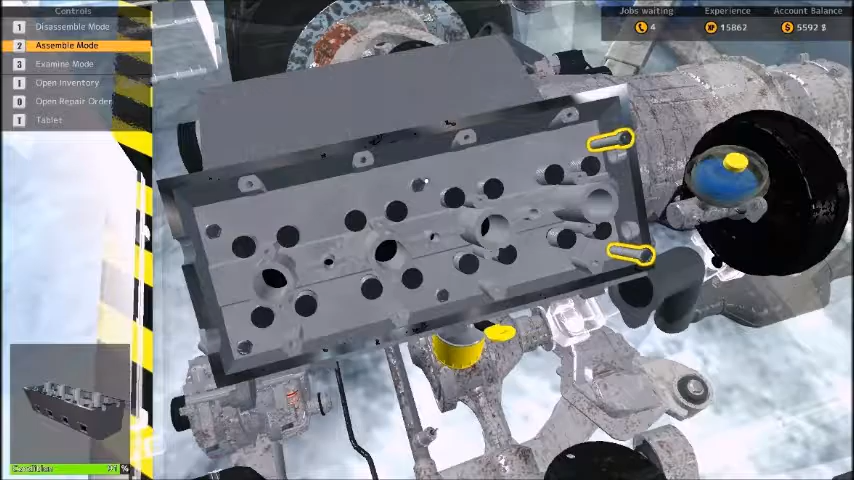 Controls
1 Disassemble Mode
2 Assemble Mode
3 Examine Mode
I Open Inventory
O Open Repair Order
T Tablet
Jobs waiting Experience Account Balance
4 15862 5592 $
Condition %